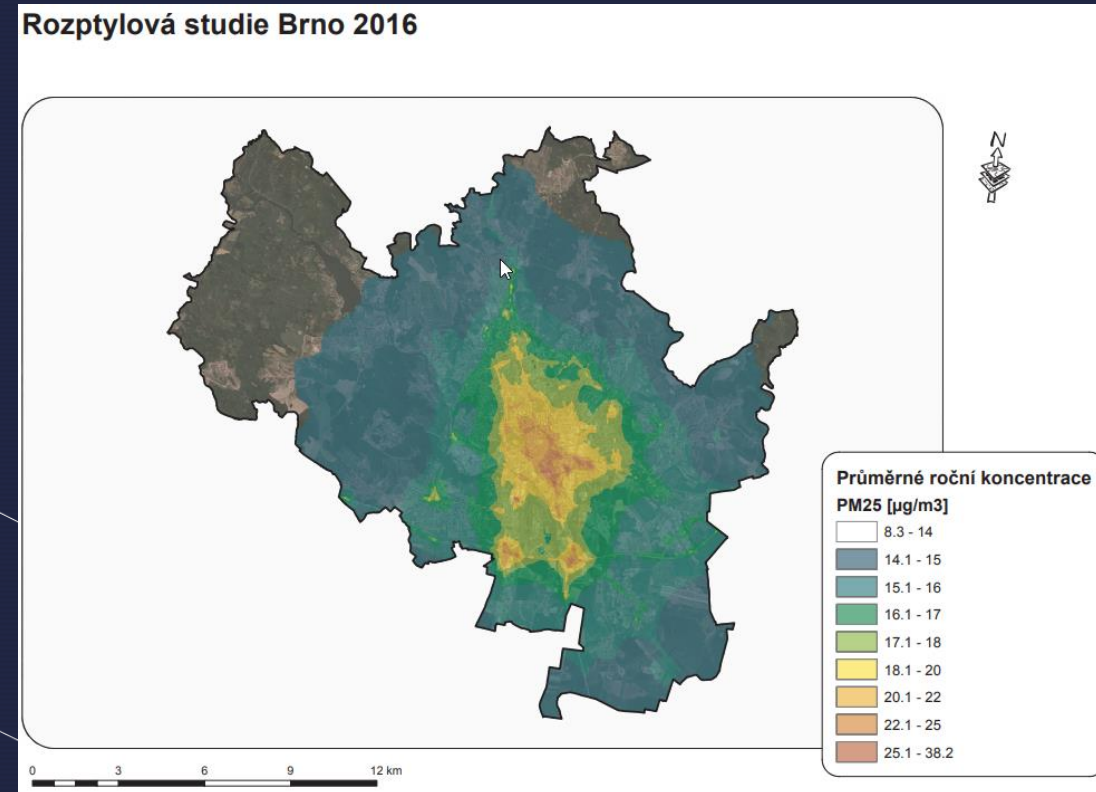 Rozptylová studie Brno 2016
N
Průměrné roční koncentrace
PM25 [µg/m3]
8.3 - 14
14.1 - 15
15.1 - 16
16.1 - 17
17.1 - 18
18.1 - 20
20.1 - 22
22.1 - 25
25.1 - 38.2
0 3 6 9 12 km